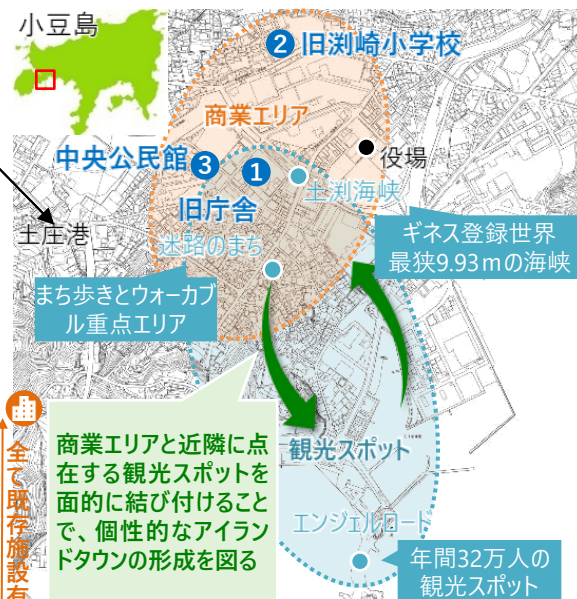 小豆島
② 旧渕崎小学校
商業エリア
中央公民館 ③
①
役場
土渕海峡
旧庁舎
土庄港
迷路のまち
ギネス登録世界
最狭9.93mの海峡
まち歩きとウォーカブ
ル重点エリア
商業エリアと近隣に点
在する観光スポットを
面的に結び付けること
で、個性的なアイラン
ドタウンの形成を図る
観光スポット
エンジェルロード
年間32万人の
観光スポット
全て既存施設有